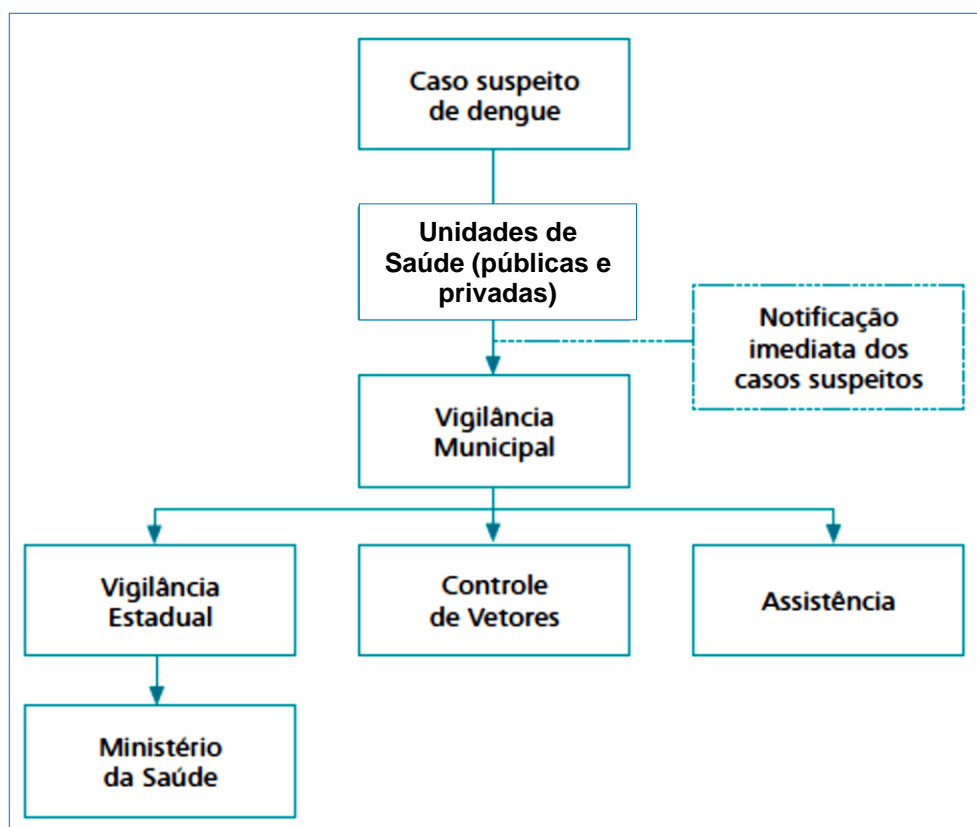 Caso suspeito
de dengue
Unidades de
Saúde (públicas e
privadas)
Notificação
imediata dos
casos suspeitos
Vigilância
Municipal
Vigilância
Estadual
Controle
de Vetores
Assistência
Ministério
da Saúde